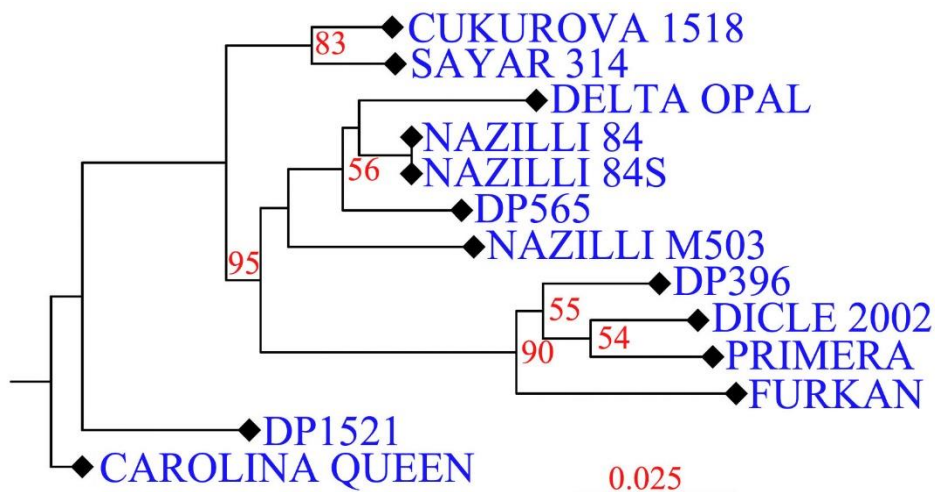 CUKUROVA 1518
83
SAYAR 314
DELTA OPAL
NAZILLI 84
56
NAZILLI 84S
DP565
NAZILLI M503
95
DP396
55
DICLE 2002
54
90
PRIMERA
FURKAN
DP1521
CAROLINA QUEEN
0.025